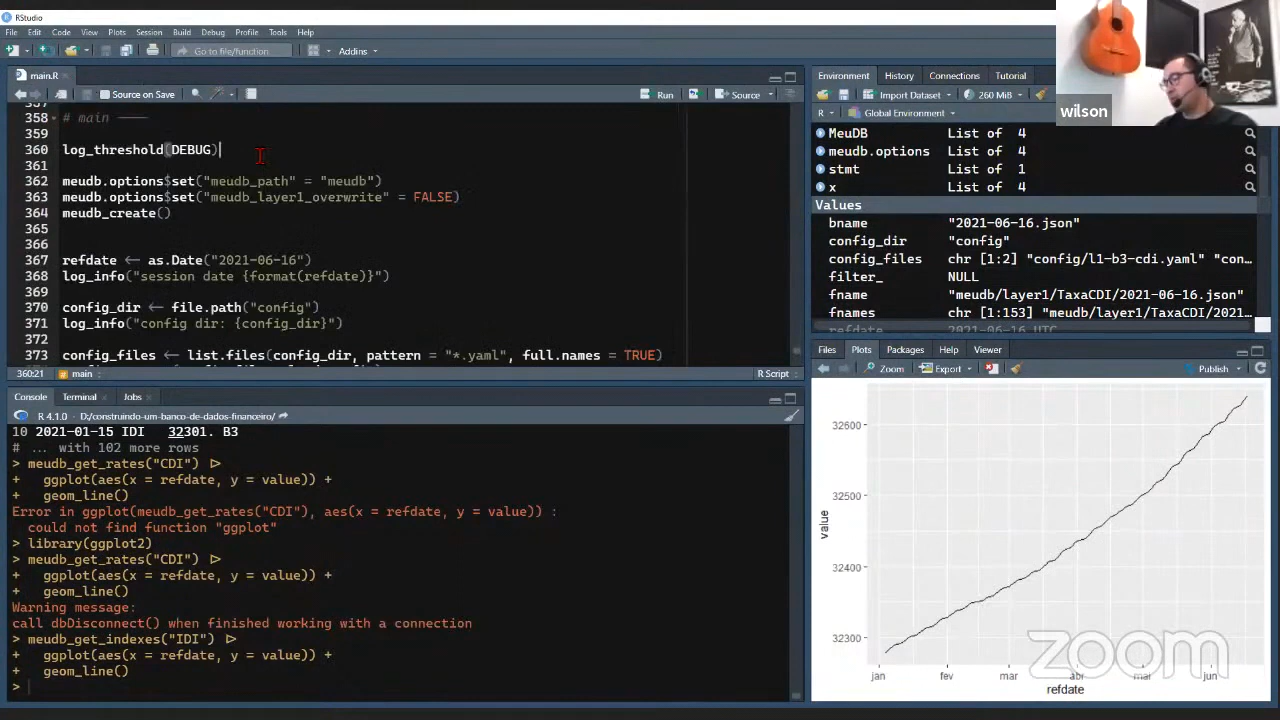 RStudio
File Edit Code View Plots Session Build Debug Profile Tools Help
Go to file/function Addins
main.R
Source on Save Run Source
357
358 # main ----
359
360 log_threshold(DEBUG)
361
362 meudb.options$set("meudb_path" = "meudb")
363 meudb.options$set("meudb_layer1_overwrite" = FALSE)
364 meudb_create()
365
366
367 refdate <- as.Date("2021-06-16")
368 log_info("session date {format(refdate)}")
369
370 config_dir <- file.path("config")
371 log_info("config dir: {config_dir}")
372
373 config_files <- list.files(config_dir, pattern = "*.yaml", full.names = TRUE)
360:21 main R Script
Console Terminal Jobs
R 4.1.0 · D:/construindo-um-banco-de-dados-financeiro/
10 2021-01-15 IDI 32301. B3
# … with 102 more rows
> meudb_get_rates("CDI") |>
+ ggplot(aes(x = refdate, y = value)) +
+ geom_line()
Error in ggplot(meudb_get_rates("CDI"), aes(x = refdate, y = value)) :
could not find function "ggplot"
> library(ggplot2)
> meudb_get_rates("CDI") |>
+ ggplot(aes(x = refdate, y = value)) +
+ geom_line()
Warning message:
call dbDisconnect() when finished working with a connection
> meudb_get_indexes("IDI") |>
+ ggplot(aes(x = refdate, y = value)) +
+ geom_line()
>
Environment History Connections Tutorial
Import Dataset 260 MiB
R Global Environment
MeuDB List of 4
meudb.options List of 4
stmt List of 1
x List of 4
Values
bname "2021-06-16.json"
config_dir "config"
config_files chr [1:2] "config/l1-b3-cdi.yaml" "con…
filter_ NULL
fname "meudb/layer1/TaxaCDI/2021-06-16.json"
fnames chr [1:153] "meudb/layer1/TaxaCDI/2021…
refdate 2021-06-16 UTC
Files Plots Packages Help Viewer
Zoom Export Publish
32600
32500
32400
32300
value
jan fev mar abr mai jun
refdate
wilson
zoom